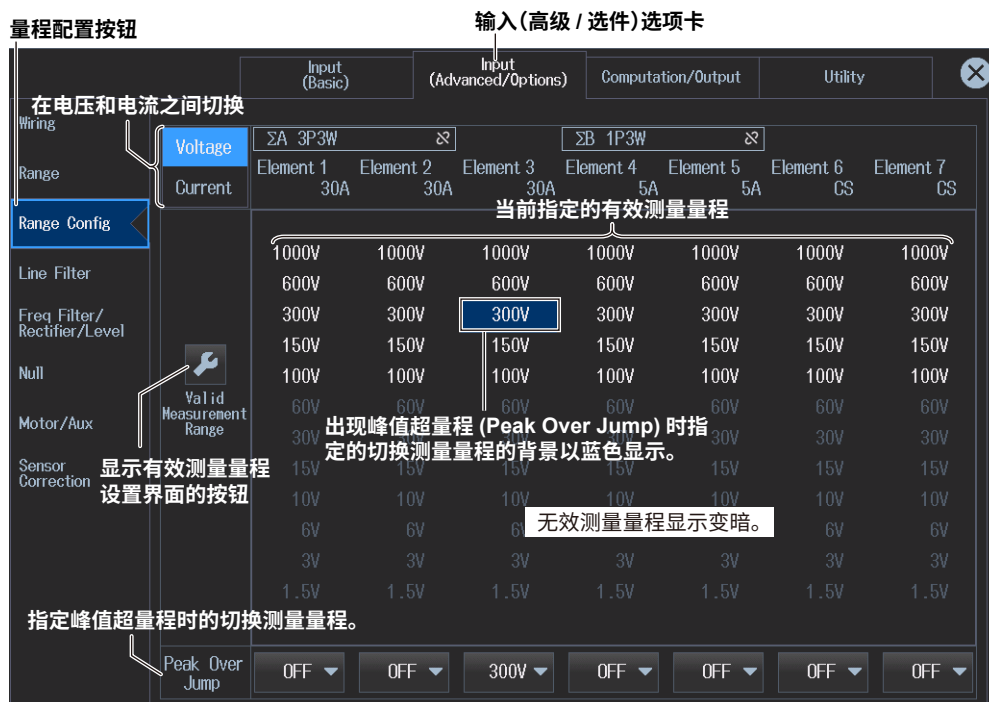 输入(高级 / 选件)选项卡
量程配置按钮
Input
(Basic)
Input
(Advanced/Options)
Computation/Output
Utility
在电压和电流之间切换
Wiring
Range
Range Config
Line Filter
Freq Filter/
Rectifier/Level
Null
Motor/Aux
Sensor
Correction
Voltage
Current
ΣA 3P3W
ΣB 1P3W
Element 1 Element 2 Element 3 Element 4 Element 5 Element 6 Element 7
30A 30A 30A 5A 5A CS CS
当前指定的有效测量量程
1000V 1000V 1000V 1000V 1000V 1000V 1000V
600V 600V 600V 600V 600V 600V 600V
300V 300V 300V 300V 300V 300V 300V
150V 150V 150V 150V 150V 150V 150V
100V 100V 100V 100V 100V 100V 100V
Valid
Measurement
Range
60V 60V 60V 60V 60V 60V 60V
出现峰值超量程 (Peak Over Jump) 时指
定的切换测量量程的背景以蓝色显示。
30V 30V 30V 30V
显示有效测量量程
设置界面的按钮
15V 15V 15V 15V 15V 15V 15V
10V 10V 10V 10V 10V 10V 10V
无效测量量程显示变暗。
6V 6V 6V 6V
3V 3V 3V 3V 3V 3V 3V
1.5V 1.5V 1.5V 1.5V 1.5V 1.5V 1.5V
指定峰值超量程时的切换测量量程。
Peak Over
Jump
OFF OFF 300V OFF OFF OFF OFF